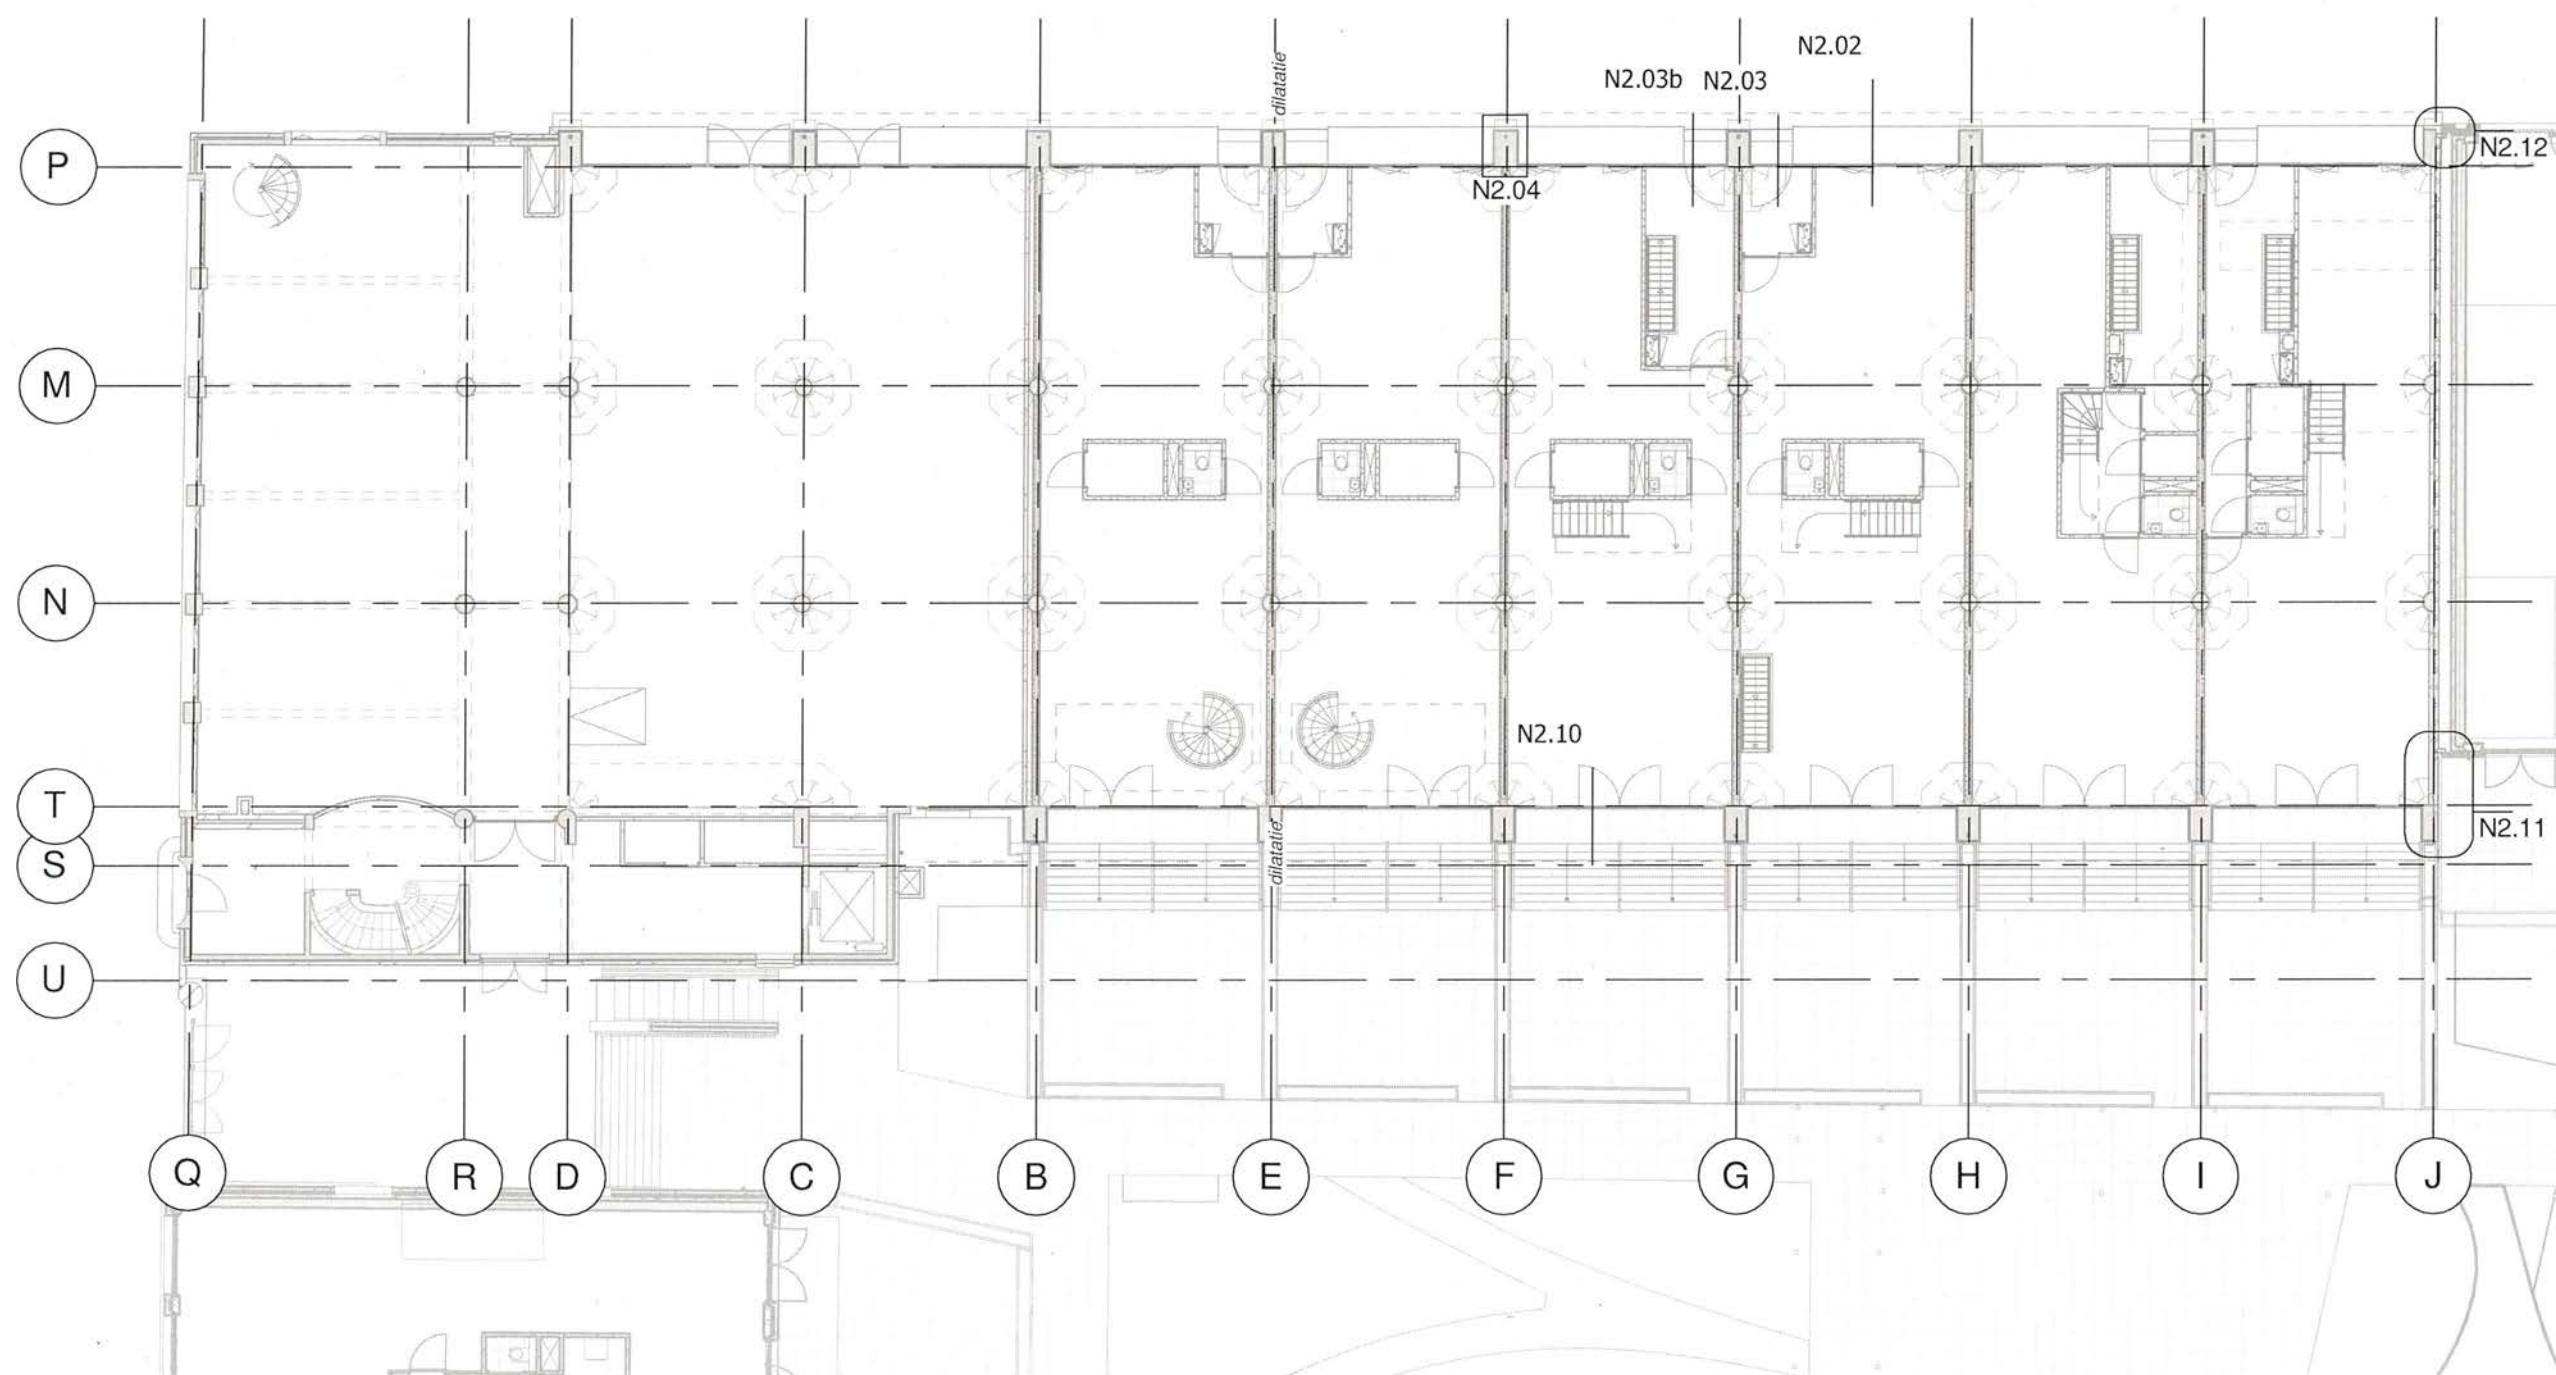 N2.02
N2.03b N2.03
dilatatie
P
N2.12
N2.04
M
N
N2.10
T
N2.11
S
dilatatie
U
Q R D C B E F G H I J